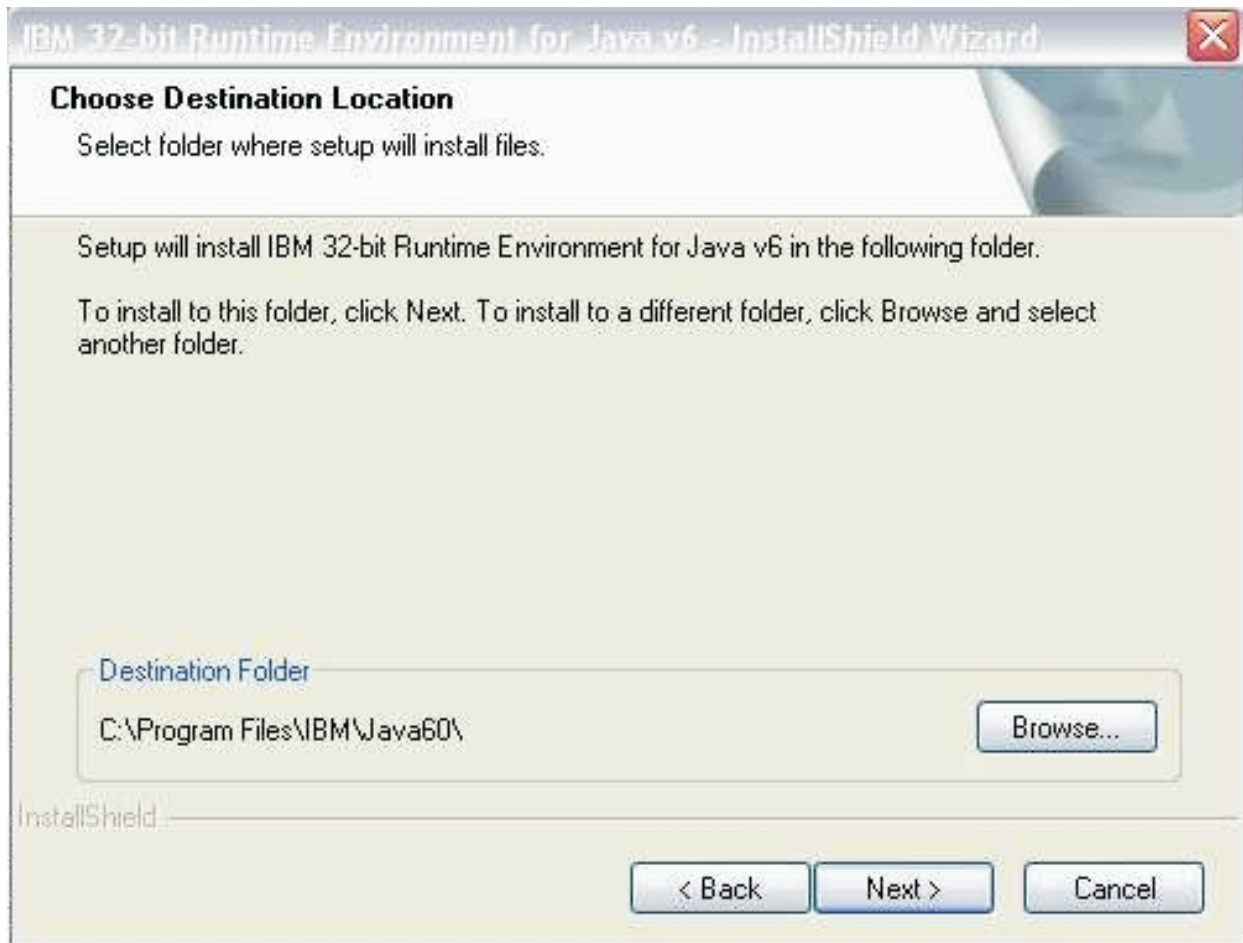 IBM 32-bit Runtime Environment for Java v6 - InstallShield Wizard
Choose Destination Location
Select folder where setup will install files.
Setup will install IBM 32-bit Runtime Environment for Java v6 in the following folder.
To install to this folder, click Next. To install to a different folder, click Browse and select
another folder.
Destination Folder
C:\Program Files\IBM\Java60\
Browse...
InstallShield
< Back
Next >
Cancel